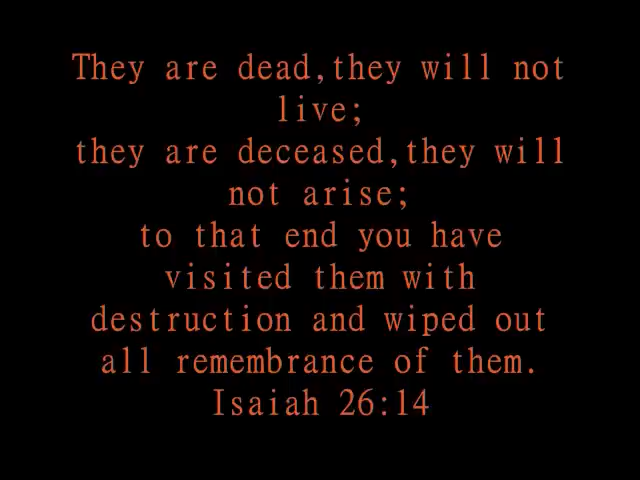 They are dead,they will not
live;
they are deceased,they will
not arise;
to that end you have
visited them with
destruction and wiped out
all remembrance of them.
Isaiah 26:14